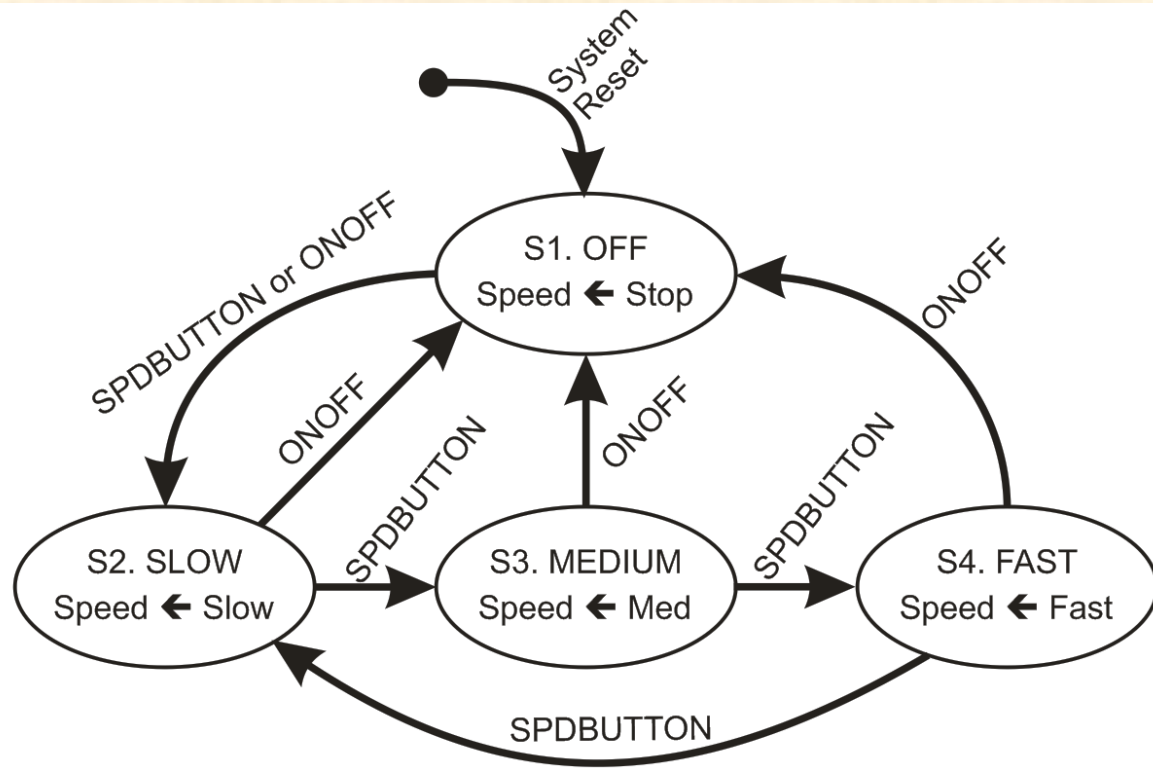 System
Reset
SPDBUTTON or ONOFF
S1. OFF
Speed ← Stop
ONOFF
ONOFF
SPDBUTTON
ONOFF
SPDBUTTON
S2. SLOW
Speed ← Slow
S3. MEDIUM
Speed ← Med
S4. FAST
Speed ← Fast
SPDBUTTON